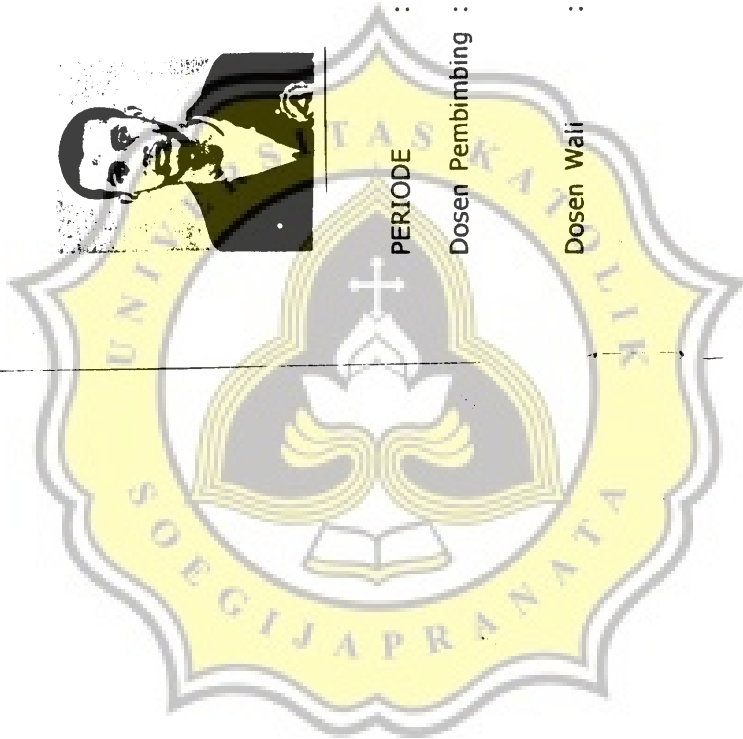 PERIODE :
Dosen Pembimbing :
Dosen Wali :
UNIVERSITAS KATOLIK
SOEGIJAPRANATA